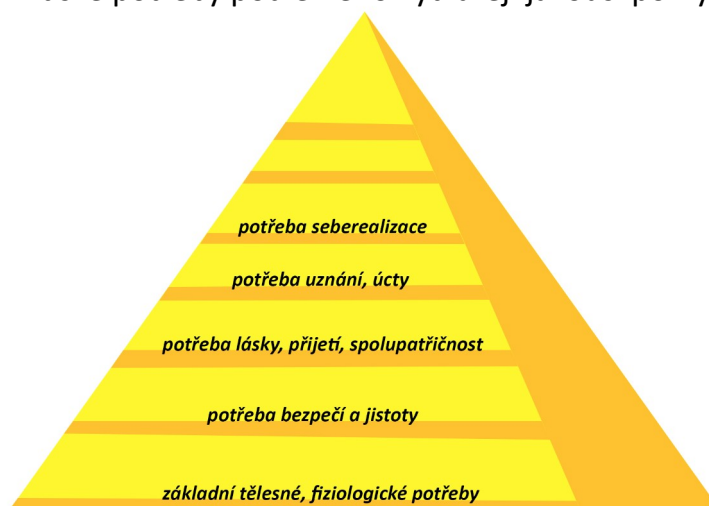 potřeba seberealizace
potřeba uznání, úcty
potřeba lásky, přijetí, spolupatřičnost
potřeba bezpečí a jistoty
základní tělesné, fiziologické potřeby